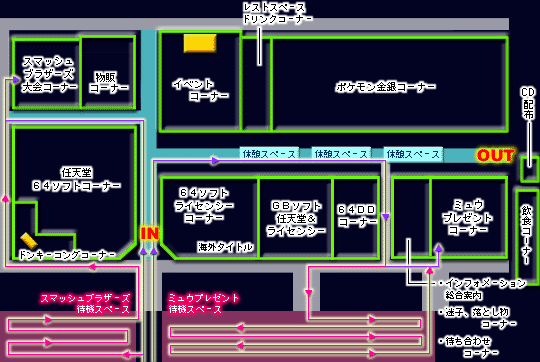 レストスペース
ドリンクコーナー
スマッシュ
ブラザーズ
大会コーナー
物販
コーナー
イベント
コーナー
ポケモン金銀コーナー
CD
配布
休憩スペース
休憩スペース
休憩スペース
OUT
任天堂
64ソフトコーナー
ドンキーコングコーナー
IN
64ソフト
ライセンシー
コーナー
海外タイトル
GBソフト
任天堂&
ライセンシー
64DD
コーナー
ミュウ
プレゼント
コーナー
飲食コーナー
スマッシュブラザーズ
待機スペース
ミュウプレゼント
待機スペース
・インフォメーション
総合案内
・迷子、落とし物
コーナー
・待ち合わせ
コーナー